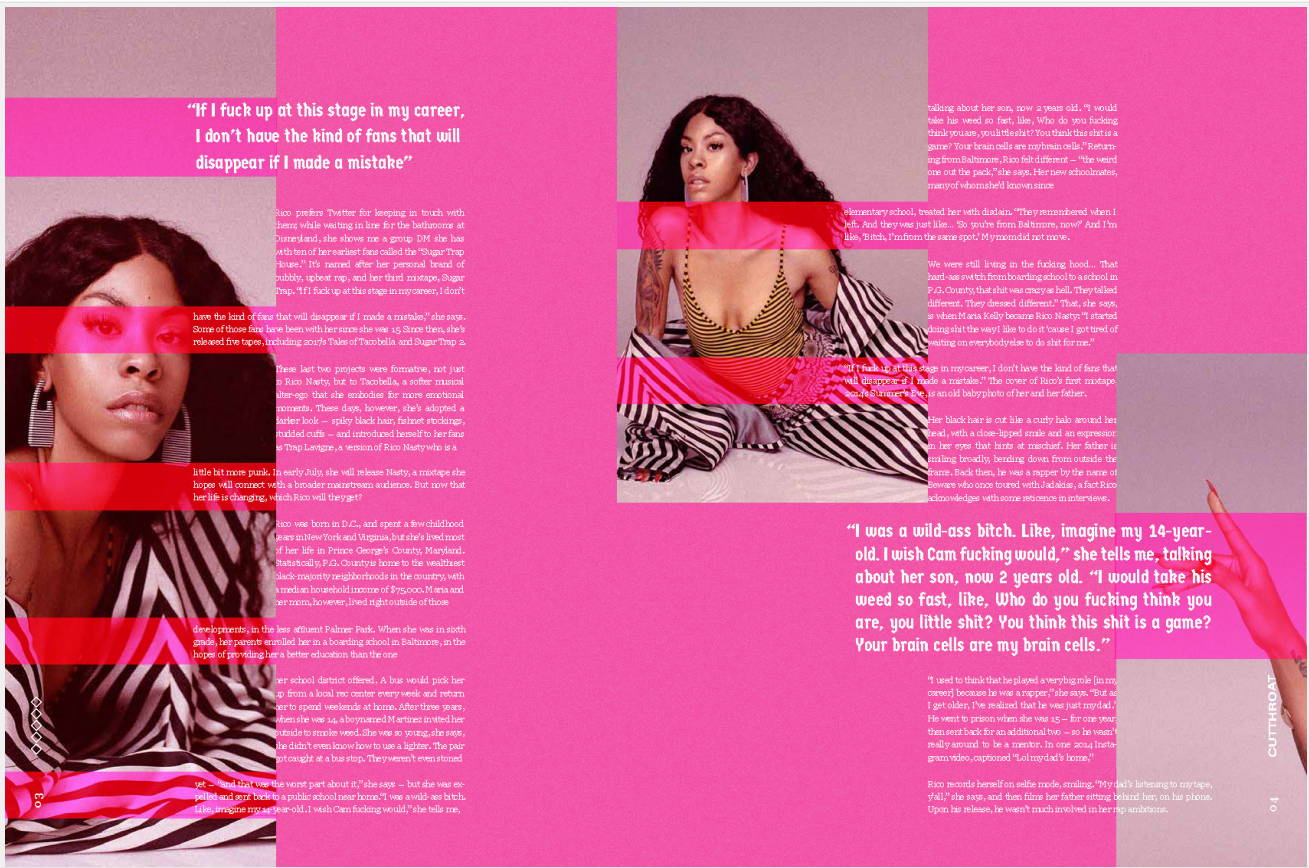 “If I fuck up at this stage in my career,
I don’t have the kind of fans that will
disappear if I made a mistake”
Rico prefers Twitter for keeping in touch with
them; while waiting in line for the bathrooms at
Disneyland, she shows me a group DM she has
with ten of her earliest fans called the “Sugar Trap
House.” It’s named after her personal brand of
bubbly, upbeat rap, and her third mixtape, Sugar
Trap. “If I fuck up at this stage in my career, I don’t
have the kind of fans that will disappear if I made a mistake,” she says.
Some of those fans have been with her since she was 15 Since then, she’s
released five tapes, including 2017’s Tales of Tacobella and Sugar Trap 2.
These last two projects were formative, not just
to Rico Nasty, but to Tacobella, a softer musical
alter-ego that she embodies for more emotional
moments. These days, however, she’s adopted a
darker look — spiky black hair, fishnet stockings,
studded cuffs — and introduced herself to her fans
as Trap Lavigne, a version of Rico Nasty who is a
little bit more punk. In early July, she will release Nasty, a mixtape she
hopes will connect with a broader mainstream audience. But now that
her life is changing, which Rico will they get?
Rico was born in D.C., and spent a few childhood
years in New York and Virginia, but she’s lived most
of her life in Prince George’s County, Maryland.
Statistically, P.G. County is home to the wealthiest
black-majority neighborhoods in the country, with
a median household income of $75,000. Maria and
her mom, however, lived right outside of those
developments, in the less affluent Palmer Park. When she was in sixth
grade, her parents enrolled her in a boarding school in Baltimore, in the
hopes of providing her a better education than the one
her school district offered. A bus would pick her
up from a local rec center every week and return
her to spend weekends at home. After three years,
when she was 14, a boy named Martinez invited her
outside to smoke weed. She was so young, she says,
she didn’t even know how to use a lighter. The pair
got caught at a bus stop. They weren’t even stoned
yet — “and that was the worst part about it,” she says — but she was ex-
pelled and sent back to a public school near home. “I was a wild-ass bitch.
Like, imagine my 14-year-old. I wish Cam fucking would,” she tells me,
03
talking about her son, now 2 years old. “I would
take his weed so fast, like, Who do you fucking
think you are, you little shit? You think this shit is a
game? Your brain cells are my brain cells.” Return-
ing from Baltimore, Rico felt different — “the weird
one out the pack,” she says. Her new schoolmates,
many of whom she’d known since
elementary school, treated her with disdain. “They remembered when I
left. And they was just like... ‘So you’re from Baltimore, now?’ And I’m
like, ‘Bitch, I’m from the same spot.’ My mom did not move.
We were still living in the fucking hood... That
hard-ass switch from boarding school to a school in
P.G. County, that shit was crazy as hell. They talked
different. They dressed different.” That, she says,
is when Maria Kelly became Rico Nasty: “I started
doing shit the way I like to do it ’cause I got tired of
waiting on everybody else to do shit for me.”
“If I fuck up at this stage in my career, I don’t have the kind of fans that
will disappear if I made a mistake.” The cover of Rico’s first mixtape,
2014’s Summer’s Eve, is an old baby photo of her and her father.
Her black hair is cut like a curly halo around her
head, with a close-lipped smile and an expression
in her eyes that hints at mischief. Her father is
smiling broadly, bending down from outside the
frame. Back then, he was a rapper by the name of
Beware who once toured with Jadakiss, a fact Rico
acknowledges with some reticence in interviews.
“I was a wild-ass bitch. Like, imagine my 14-year-
old. I wish Cam fucking would,” she tells me, talking
about her son, now 2 years old. “I would take his
weed so fast, like, Who do you fucking think you
are, you little shit? You think this shit is a game?
Your brain cells are my brain cells.”
“I used to think that he played a very big role [in my
career] because he was a rapper,” she says. “But as
I get older, I’ve realized that he was just my dad.”
He went to prison when she was 15 — for one year,
then sent back for an additional two — so he wasn’t
really around to be a mentor. In one 2014 Insta-
gram video, captioned “Lol my dad’s home,”
Rico records herself on selfie mode, smiling. “My dad’s listening to my tape,
y’all,” she says, and then films her father sitting behind her, on his phone.
Upon his release, he wasn’t much involved in her rap ambitions.
CUTTHROAT
04